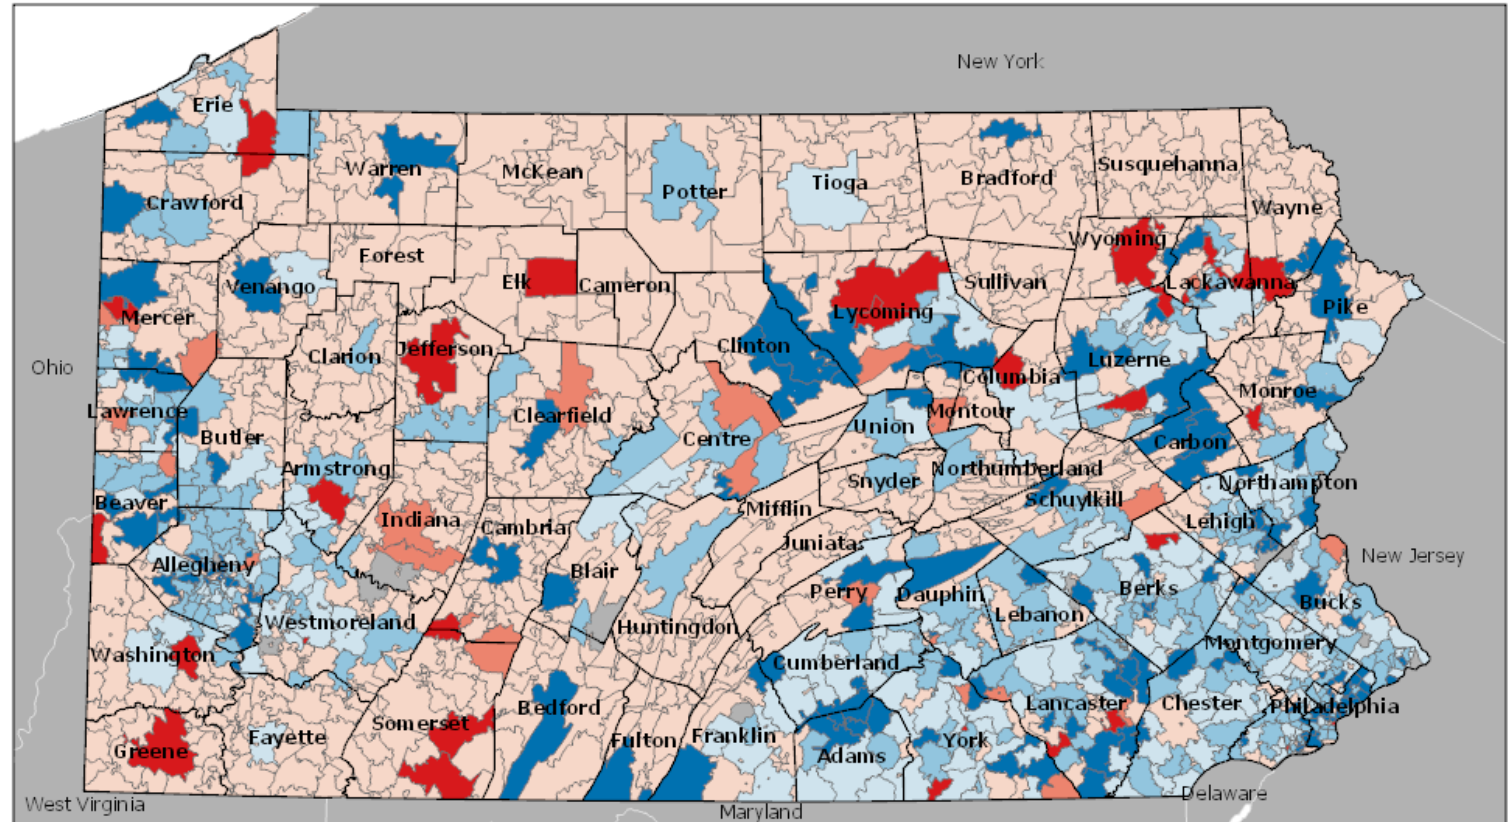 New York
Erie
Warren
McKean
Potter
Tioga
Bradford
Susquehanna
Crawford
Wayne
Wyoming
Forest
Elk
Cameron
Sullivan
Lackawanna
Venango
Mercer
Lycoming
Pike
Clarion
Jefferson
Clinton
Luzerne
Ohio
Columbia
Monroe
Lawrence
Clearfield
Montour
Butler
Centre
Union
Carbon
Armstrong
Northumberland
Snyder
Northampton
Beaver
Schuylkill
Mifflin
Indiana
Cambria
Lehigh
Juniata
New Jersey
Allegheny
Blair
Perry
Dauphin
Berks
Bucks
Lebanon
Westmoreland
Huntingdon
Montgomery
Washington
Cumberland
Lancaster
Chester
Philadelphia
Bedford
Somerset
Greene
Fayette
Fulton
Franklin
York
Adams
West Virginia
Maryland
Delaware